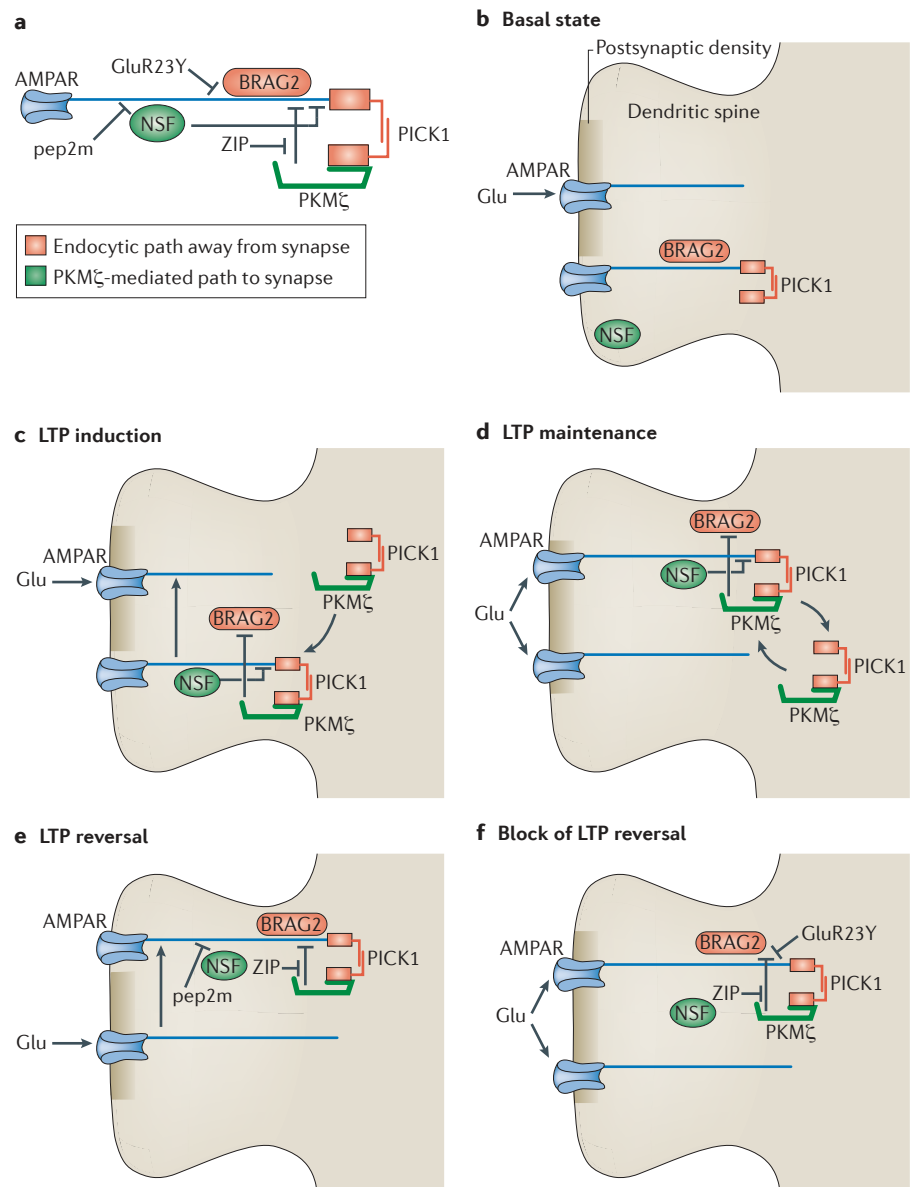 a
GluR23Y
BRAG2
AMPAR
NSF
pep2m
ZIP
PICK1
PKMζ
Endocytic path away from synapse
PKMζ-mediated path to synapse
b Basal state
Postsynaptic density
Dendritic spine
AMPAR
Glu
BRAG2
PICK1
NSF
c LTP induction
AMPAR
Glu
PICK1
PKMζ
BRAG2
NSF
PICK1
PKMζ
d LTP maintenance
BRAG2
AMPAR
NSF
PICK1
Glu
PKMζ
PICK1
PKMζ
e LTP reversal
AMPAR
BRAG2
NSF
ZIP
PICK1
pep2m
Glu
f Block of LTP reversal
GluR23Y
BRAG2
AMPAR
ZIP
PICK1
Glu
NSF
PKMζ